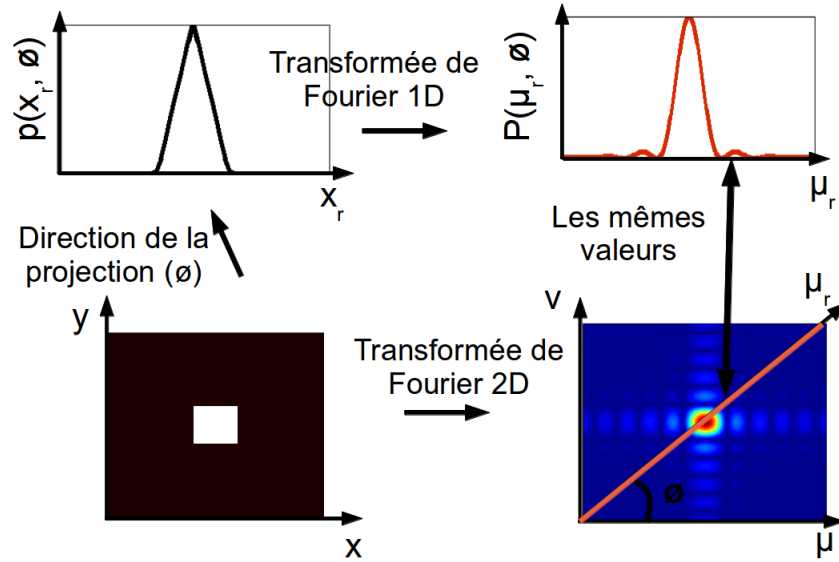 p(x_r, ø)
Transformée de
Fourier 1D
x_r
P(µ_r, ø)
µ_r
Direction de la
projection (ø)
Les mêmes
valeurs
y
x
Transformée de
Fourier 2D
v
µ_r
ø
µ